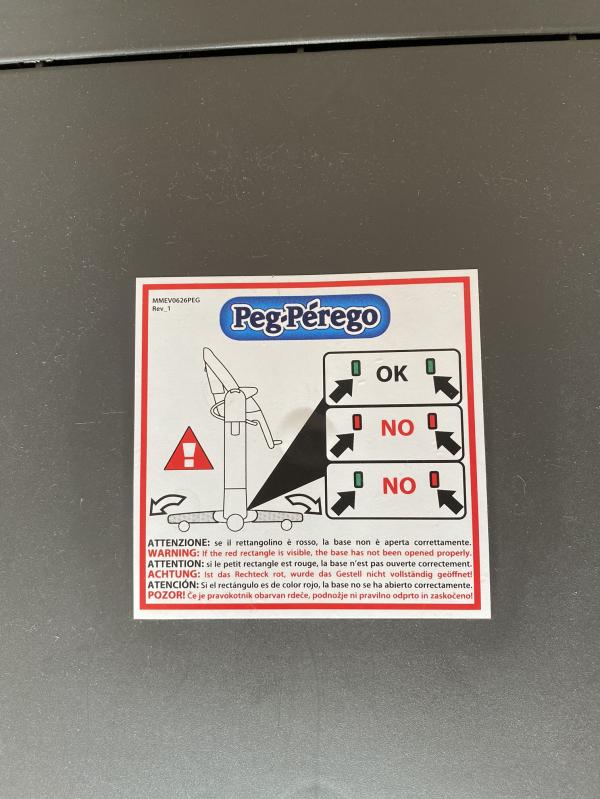 MMEV0626PEG
Rev_1
Peg-Pérego
OK
NO
NO
ATTENZIONE: se il rettangolino è rosso, la base non è aperta correttamente.
WARNING: If the red rectangle is visible, the base has not been opened properly.
ATTENTION: si le petit rectangle est rouge, la base n'est pas ouverte correctement.
ACHTUNG: Ist das Rechteck rot, wurde das Gestell nicht vollständig geöffnet!
ATENCIÓN: Si el rectángulo es de color rojo, la base no se ha abierto correctamente.
POZOR! Če je pravokotnik obarvan rdeče, podnožje ni pravilno odprto in zaskočeno!